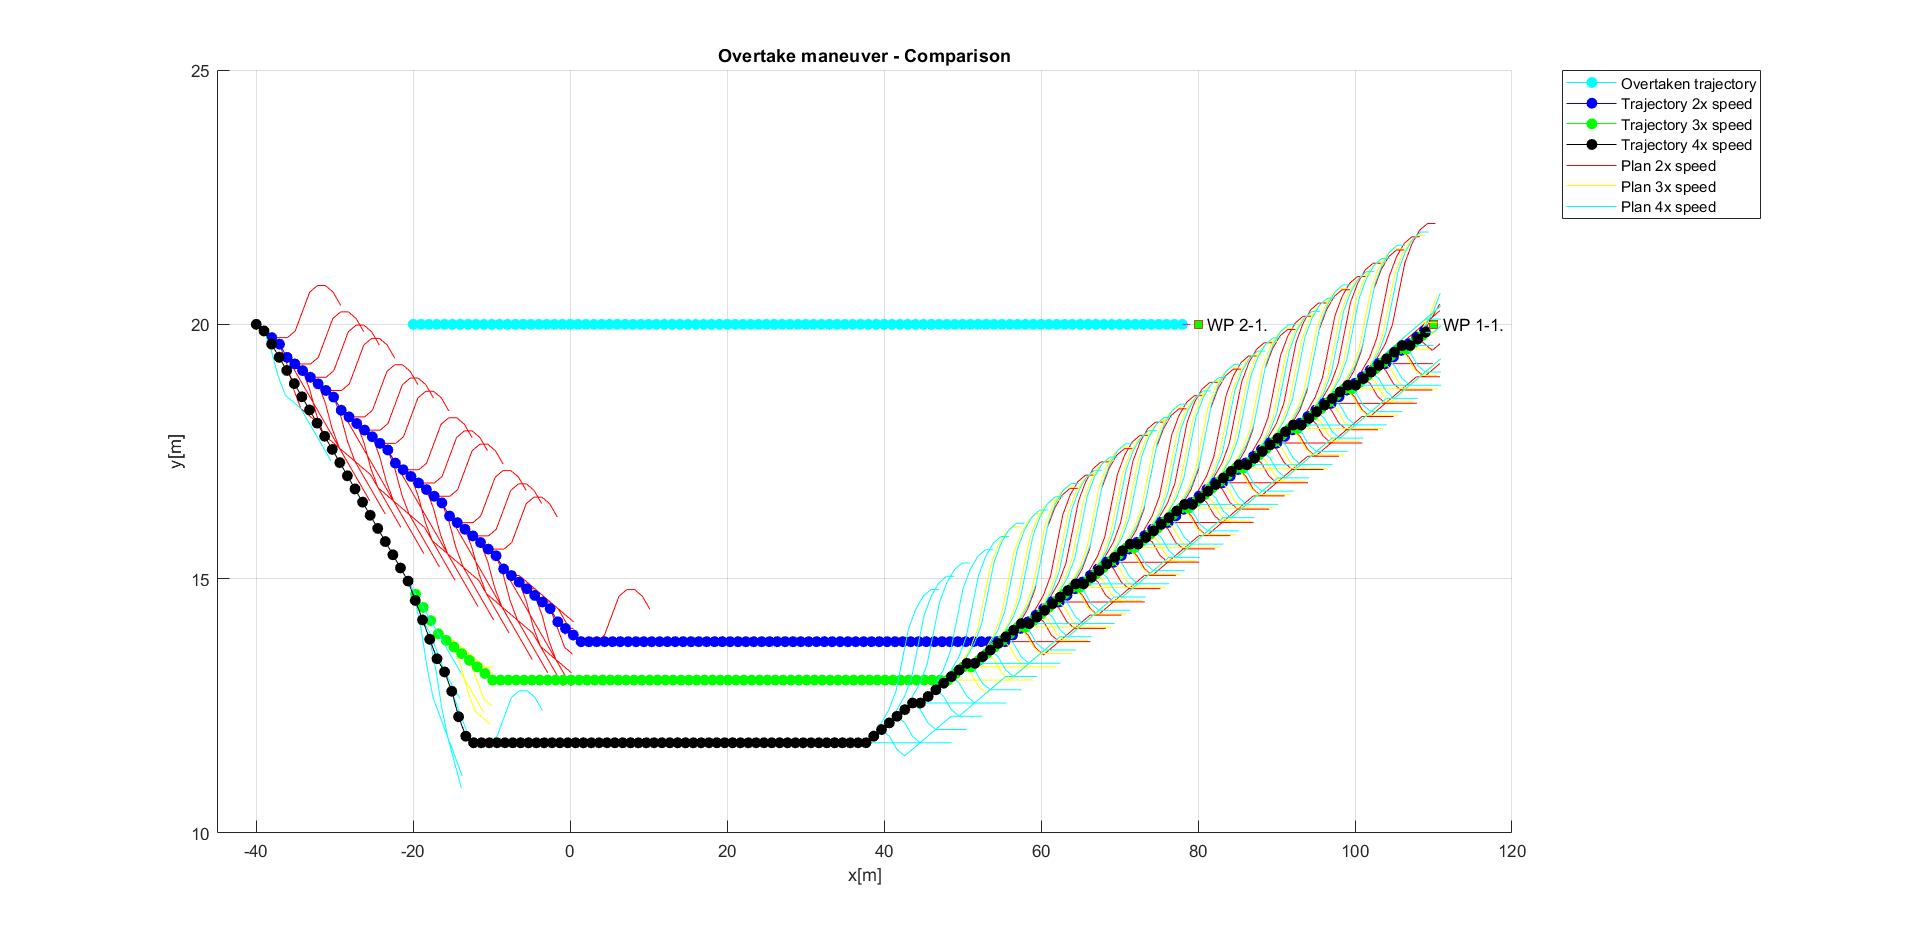 Overtake maneuver - Comparison
25
20
15
10
y[m]
-40
-20
0
20
40
60
80
100
120
x[m]
WP 2-1.
WP 1-1.
Overtaken trajectory
Trajectory 2x speed
Trajectory 3x speed
Trajectory 4x speed
Plan 2x speed
Plan 3x speed
Plan 4x speed